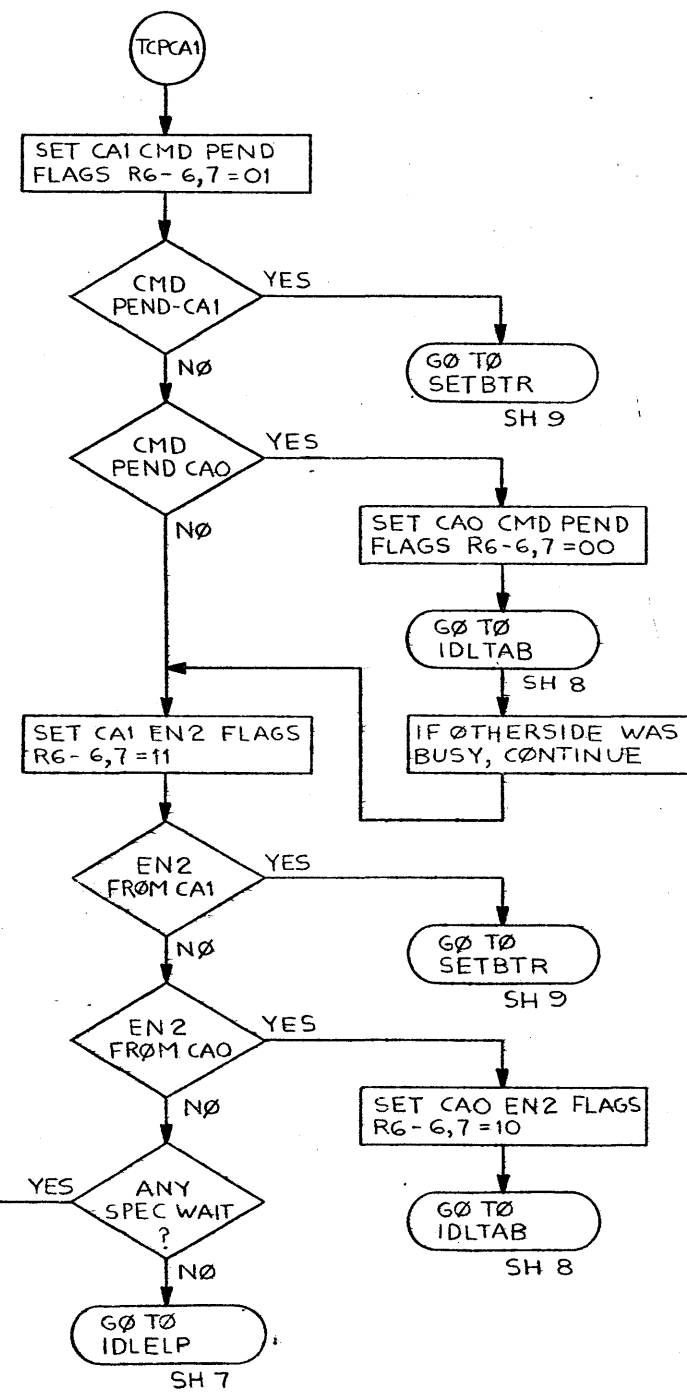 TCPCA1
SET CA1 CMD PEND
FLAGS R6-6,7=01
CMD
PEND-CA1
YES
NØ
GØ TØ
SETBTR
SH 9
CMD
PEND CA0
YES
NØ
SET CA0 CMD PEND
FLAGS R6-6,7=00
GØ TØ
IDLTAB
SH 8
IF ØTHERSIDE WAS
BUSY, CØNTINUE
SET CA1 EN2 FLAGS
R6-6,7=11
EN2
FRØM CA1
YES
NØ
GØ TØ
SETBTR
SH 9
EN2
FRØM CA0
YES
NØ
SET CA0 EN2 FLAGS
R6-6,7=10
GØ TØ
IDLTAB
SH 8
YES
ANY
SPEC WAIT
?
NØ
GØ TØ
IDLELP
SH 7